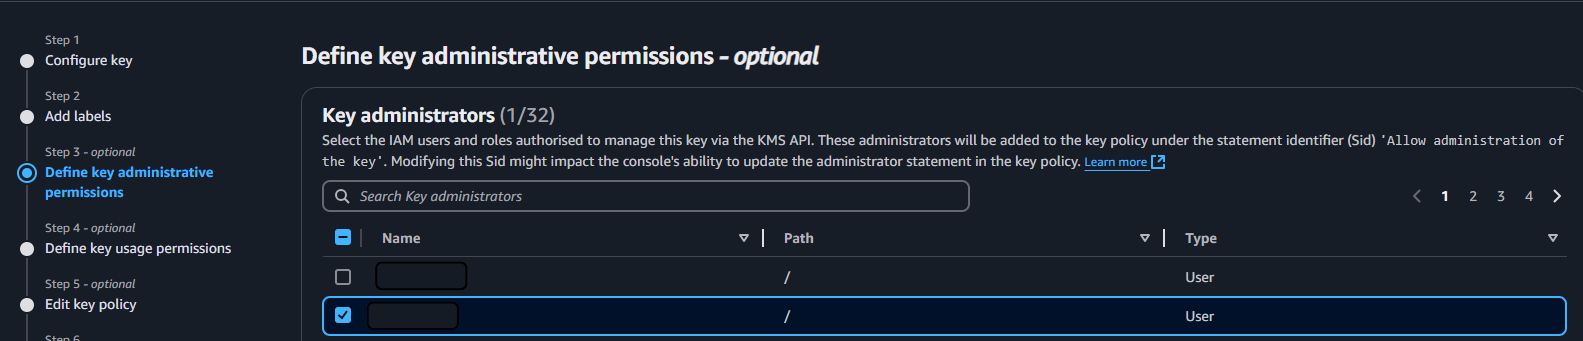 Step 1
Configure key
Step 2
Add labels
Step 3 - optional
Define key administrative
permissions
Step 4 - optional
Define key usage permissions
Step 5 - optional
Edit key policy
Step 6
Define key administrative permissions - optional
Key administrators (1/32)
Select the IAM users and roles authorised to manage this key via the KMS API. These administrators will be added to the key policy under the statement identifier (Sid) 'Allow administration of
the key'. Modifying this Sid might impact the console's ability to update the administrator statement in the key policy. Learn more
Search Key administrators
1 2 3 4
Name Path Type
/ User
/ User